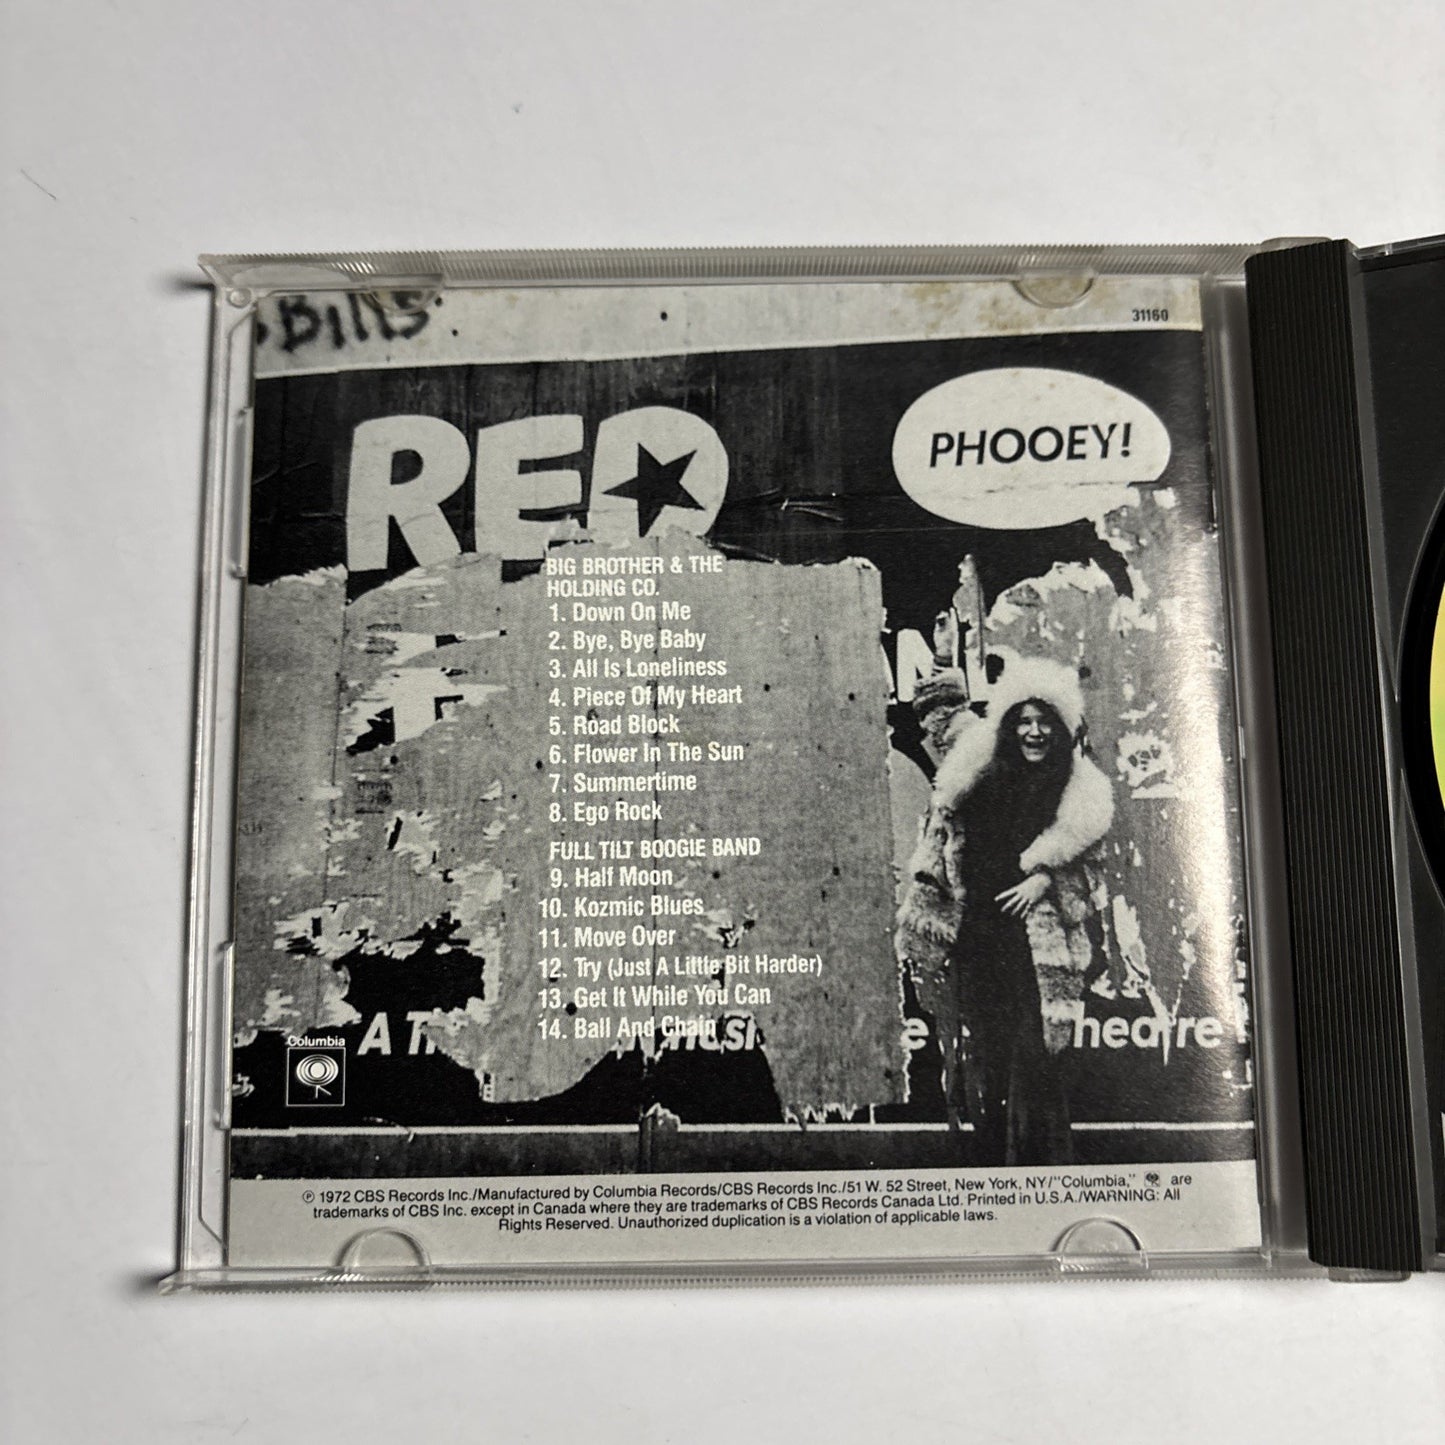 Bills
31160
RED
PHOOEY!
BIG BROTHER & THE
HOLDING CO.
1. Down On Me
2. Bye, Bye Baby
3. All Is Loneliness
4. Piece Of My Heart
5. Road Block
6. Flower In The Sun
7. Summertime
8. Ego Rock
FULL TILT BOOGIE BAND
9. Half Moon
10. Kozmic Blues
11. Move Over
12. Try (Just A Little Bit Harder)
13. Get It While You Can
14. Ball And Chain
Columbia
A
℗ 1972 CBS Records Inc./Manufactured by Columbia Records/CBS Records Inc./51 W. 52 Street, New York, NY/"Columbia," are
trademarks of CBS Inc. except in Canada where they are trademarks of CBS Records Canada Ltd. Printed in U.S.A./WARNING: All
Rights Reserved. Unauthorized duplication is a violation of applicable laws.